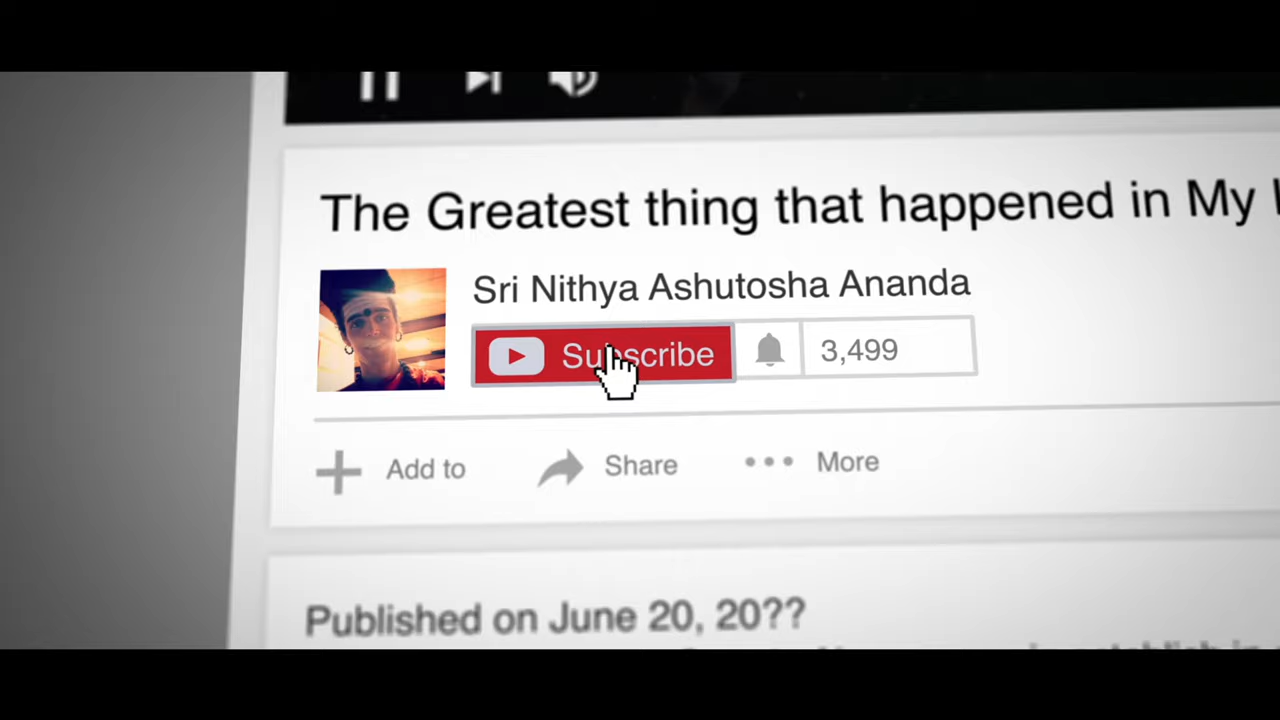 The Greatest thing that happened in My
Sri Nithya Ashutosha Ananda
Subscribe
3,499
Add to
Share
More
Published on June 20, 20??